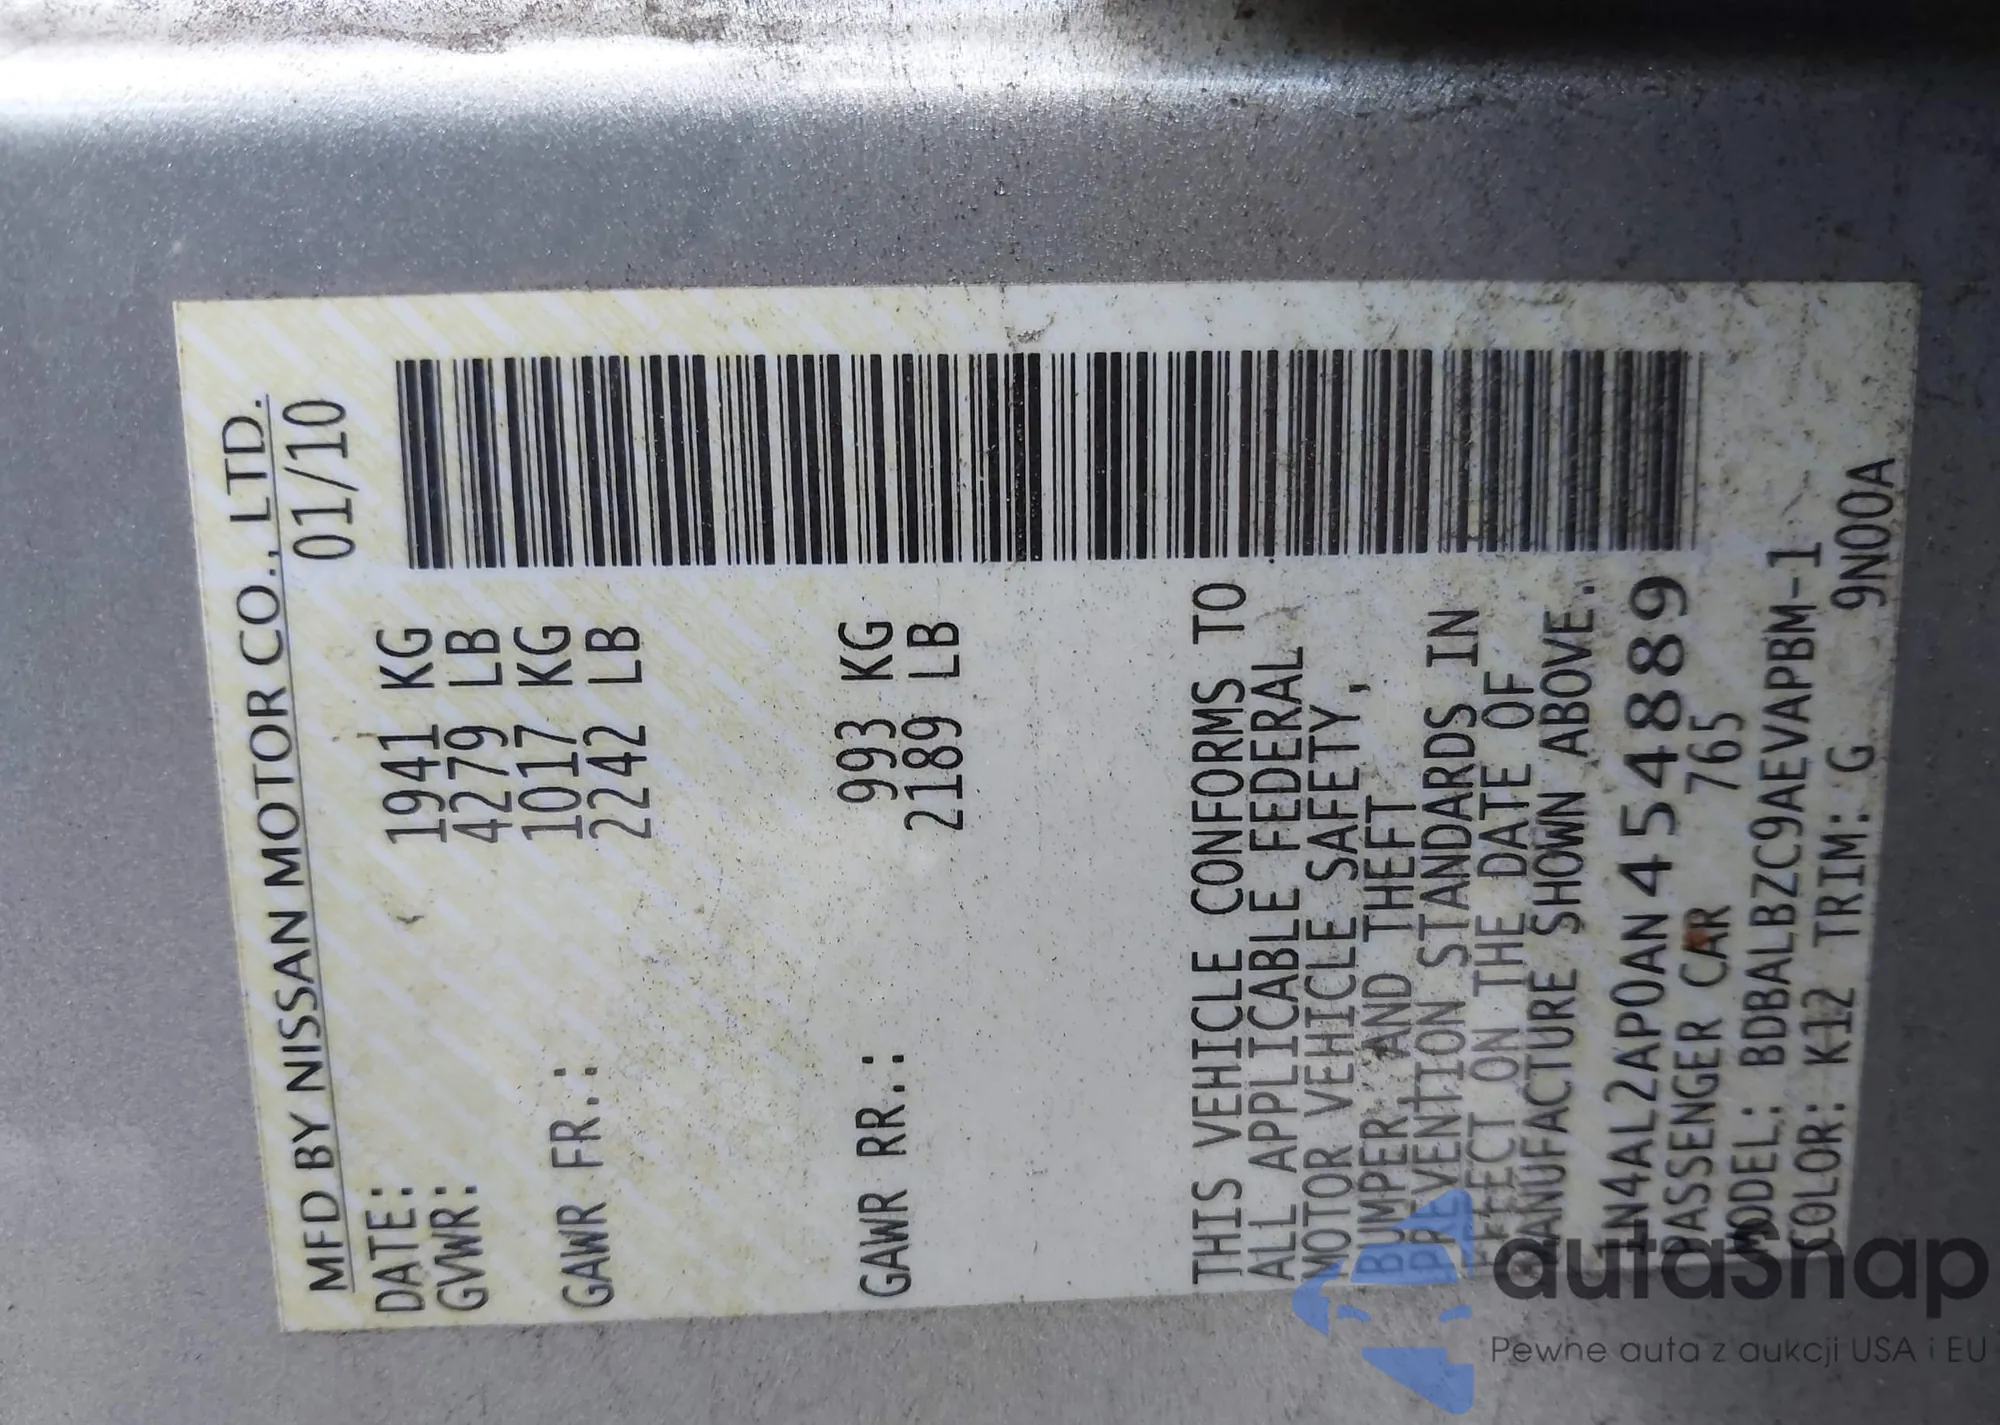 MFD BY NISSAN MOTOR CO., LTD.
DATE: 01/10
GVWR: 1941 KG
4279 LB
GAWR FR.: 1017 KG
2242 LB
GAWR RR.: 993 KG
2189 LB
THIS VEHICLE CONFORMS TO
ALL APPLICABLE FEDERAL
MOTOR VEHICLE SAFETY,
BUMPER, AND THEFT
PREVENTION STANDARDS IN
EFFECT ON THE DATE OF
MANUFACTURE SHOWN ABOVE.
1N4AL2AP0AN454889
PASSENGER CAR 765
MODEL: BDBALBZC9AEVAPBM-1
COLOR: K12 TRIM: G 9N00A
autasnap
Pewne auta z aukcji USA i EU